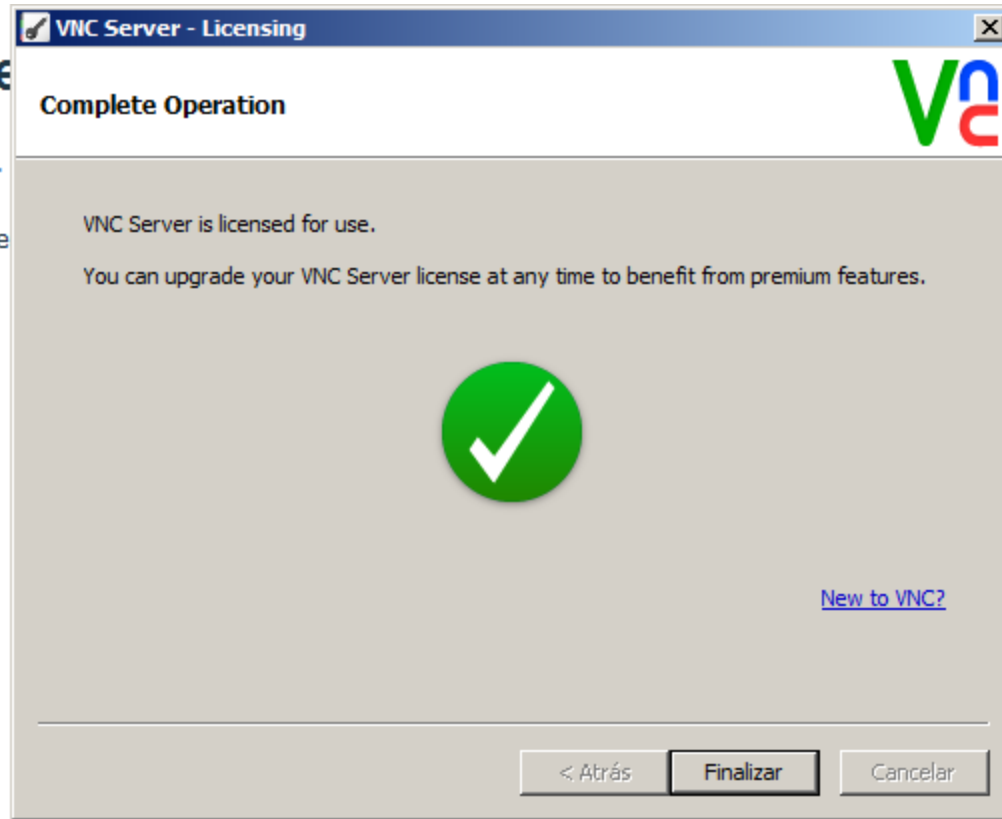 VNC Server - Licensing
Complete Operation
VNC
VNC Server is licensed for use.
You can upgrade your VNC Server license at any time to benefit from premium features.
New to VNC?
< Atrás
Finalizar
Cancelar